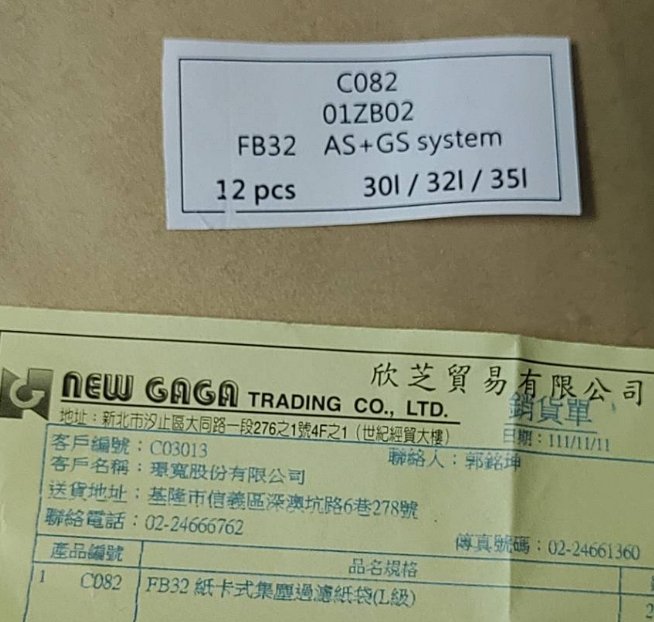 C082
01ZB02
FB32 AS+GS system
12 pcs 30l / 32l / 35l
欣芝貿易有限公司
NEW GAGA TRADING CO., LTD.
銷貨單
地址：新北市汐止區大同路一段276之1號4F之1 (世紀經貿大樓)
日期：111/11/11
客戶編號：C03013
聯絡人：郭銘坤
客戶名稱：環寬股份有限公司
送貨地址：基隆市信義區深澳坑路6巷278號
聯絡電話：02-24666762
傳真號碼：02-24661360
產品編號 品名規格
1 C082 FB32 紙卡式集塵過濾紙袋(L級)